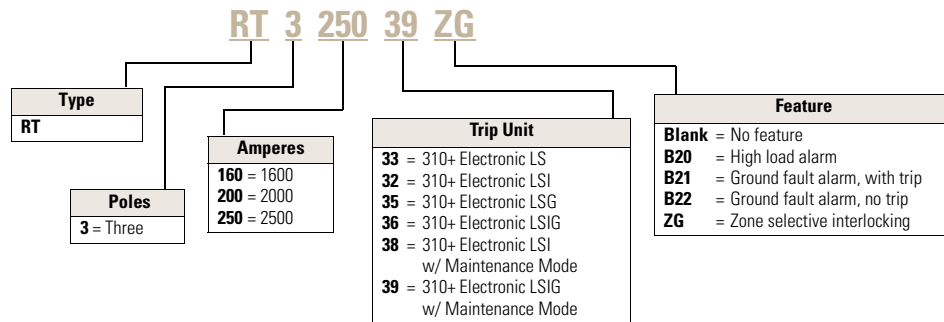 RT 3 250 39 ZG
Type
RT
Poles
3 = Three
Amperes
160 = 1600
200 = 2000
250 = 2500
Trip Unit
33 = 310+ Electronic LS
32 = 310+ Electronic LSI
35 = 310+ Electronic LSG
36 = 310+ Electronic LSIG
38 = 310+ Electronic LSI
w/ Maintenance Mode
39 = 310+ Electronic LSIG
w/ Maintenance Mode
Feature
Blank = No feature
B20 = High load alarm
B21 = Ground fault alarm, with trip
B22 = Ground fault alarm, no trip
ZG = Zone selective interlocking